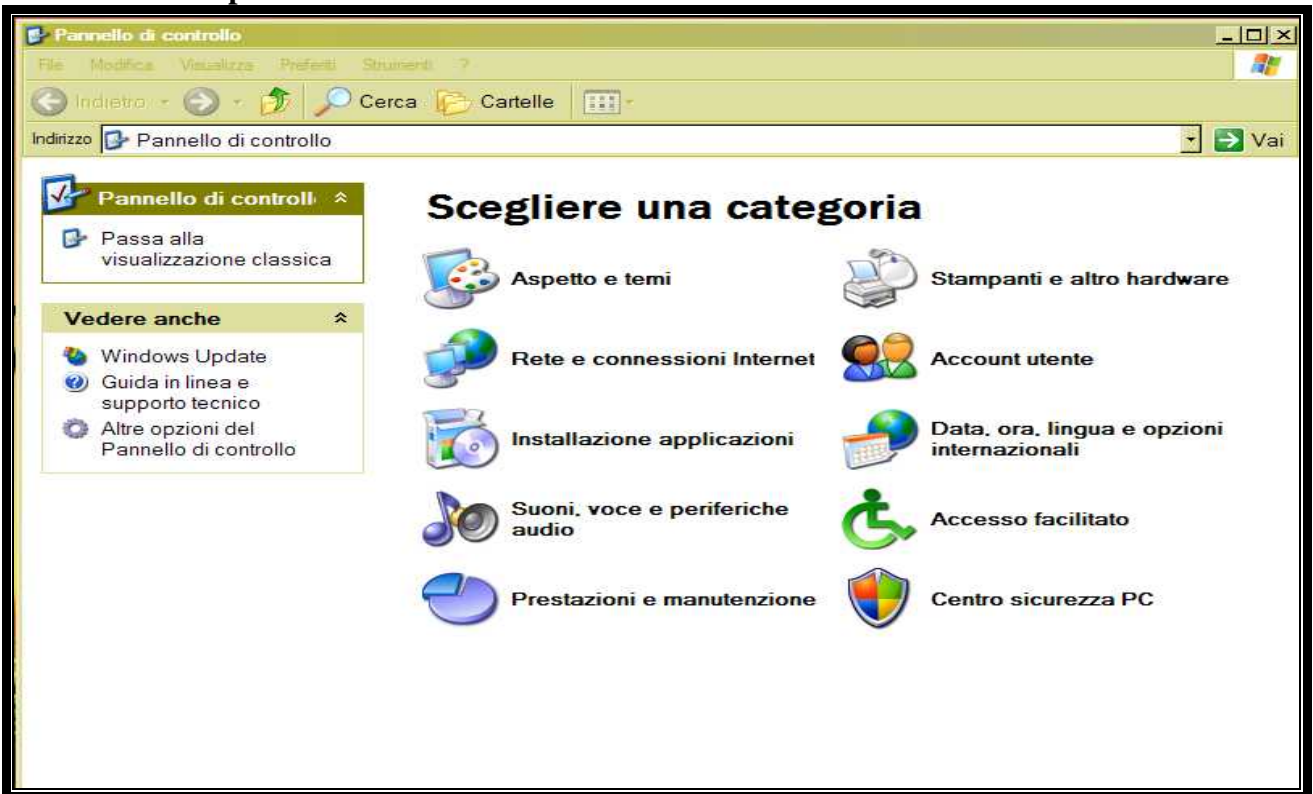 Pannello di controllo
File Modifica Visualizza Preferiti Strumenti ?
Indietro Cerca Cartelle
Indirizzo Pannello di controllo Vai
Pannello di controll
Passa alla
visualizzazione classica
Vedere anche
Windows Update
Guida in linea e
supporto tecnico
Altre opzioni del
Pannello di controllo
Scegliere una categoria
Aspetto e temi
Stampanti e altro hardware
Rete e connessioni Internet
Account utente
Installazione applicazioni
Data, ora, lingua e opzioni
internazionali
Suoni, voce e periferiche
audio
Accesso facilitato
Prestazioni e manutenzione
Centro sicurezza PC